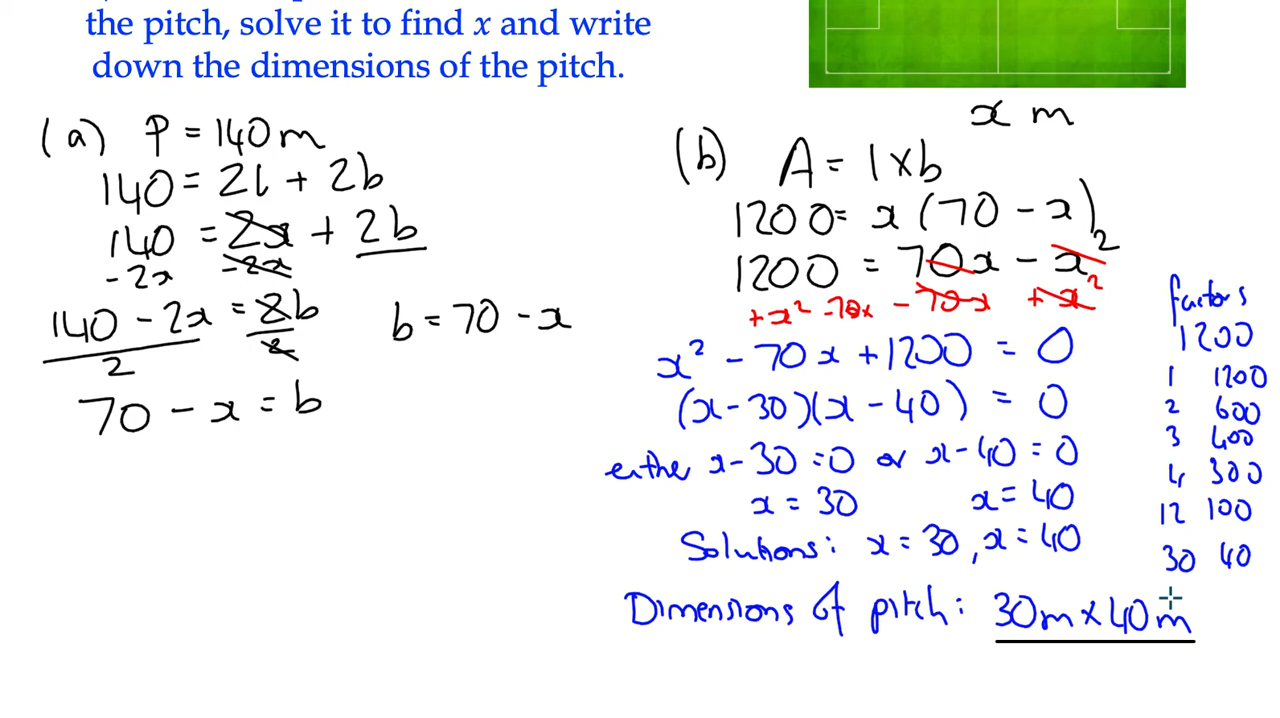 the pitch, solve it to find x and write
down the dimensions of the pitch.
x m
(a) P = 140m
140 = 2l + 2b
140 = 2x + 2b
-2x -2x
140 - 2x = 2b
2 2
b = 70 - x
70 - x = b
(b) A = l x b
1200 = x (70 - x)
1200 = 70x - x²
+x² -70x - 70x + x²
x² - 70x + 1200 = 0
(x - 30)(x - 40) = 0
either x - 30 = 0 or x - 40 = 0
x = 30 x = 40
Solutions: x = 30, x = 40
Dimensions of pitch: 30m x 40m
factors
1200
1 1200
2 600
3 400
4 300
12 100
30 40